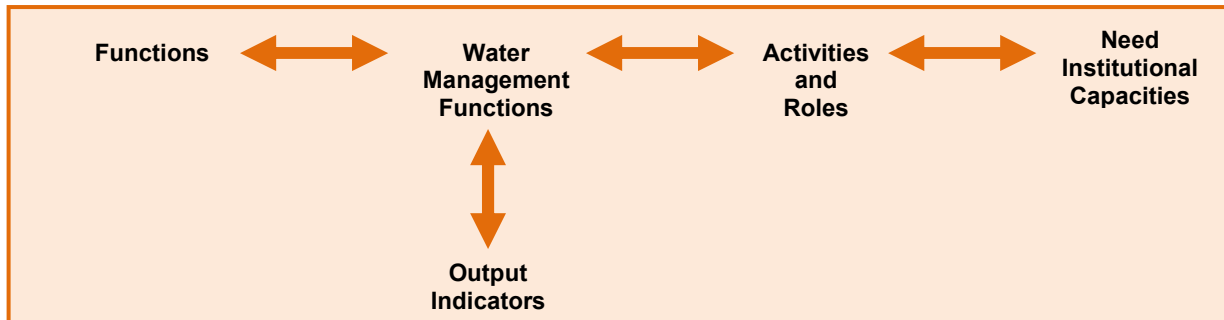 Functions
Water
Management
Functions
Activities
and
Roles
Need
Institutional
Capacities
Output
Indicators